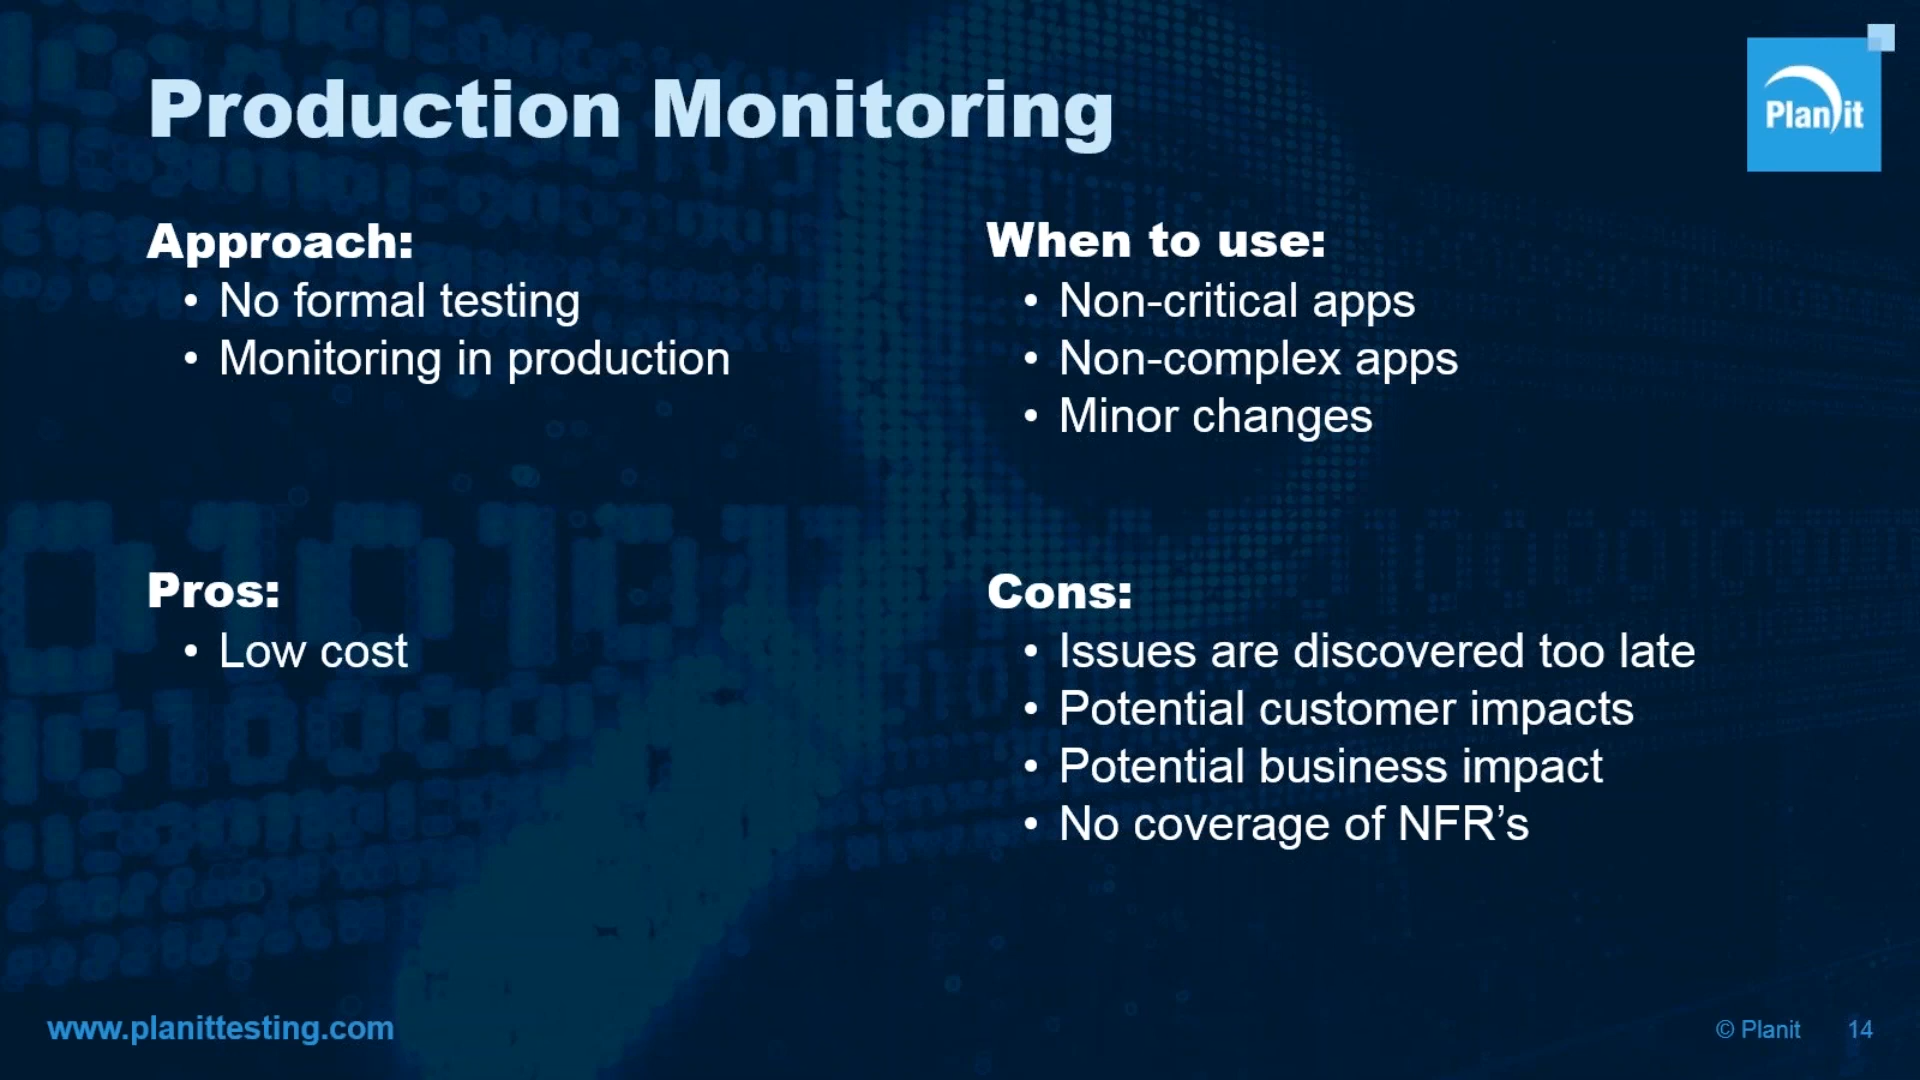 Production Monitoring
Planit
Approach:
• No formal testing
• Monitoring in production
When to use:
• Non-critical apps
• Non-complex apps
• Minor changes
Pros:
• Low cost
Cons:
• Issues are discovered too late
• Potential customer impacts
• Potential business impact
• No coverage of NFR’s
www.planittesting.com
© Planit 14